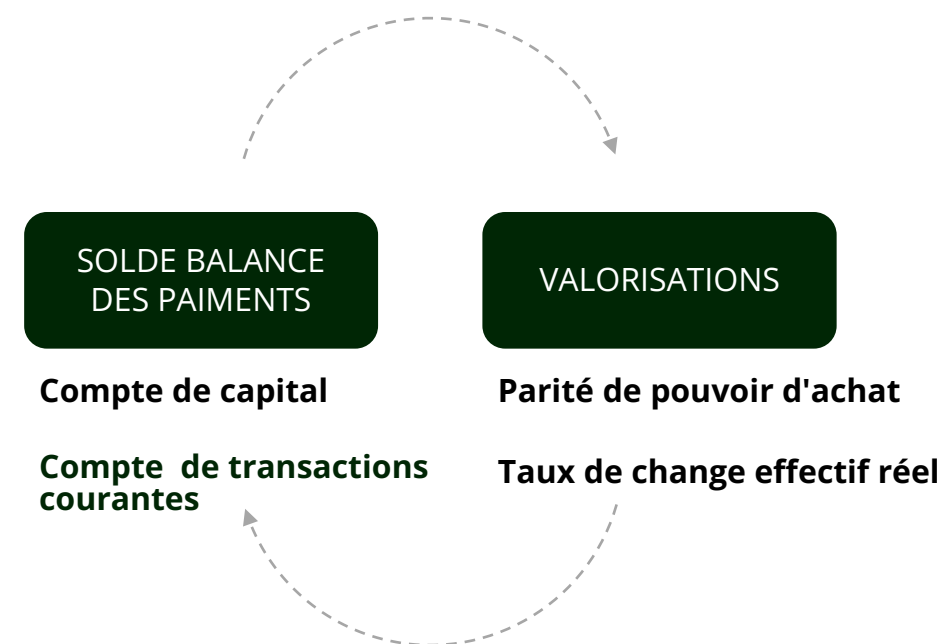 SOLDE BALANCE
DES PAIMENTS
VALORISATIONS
Compte de capital
Parité de pouvoir d'achat
Compte  de transactions
courantes
Taux de change effectif réel